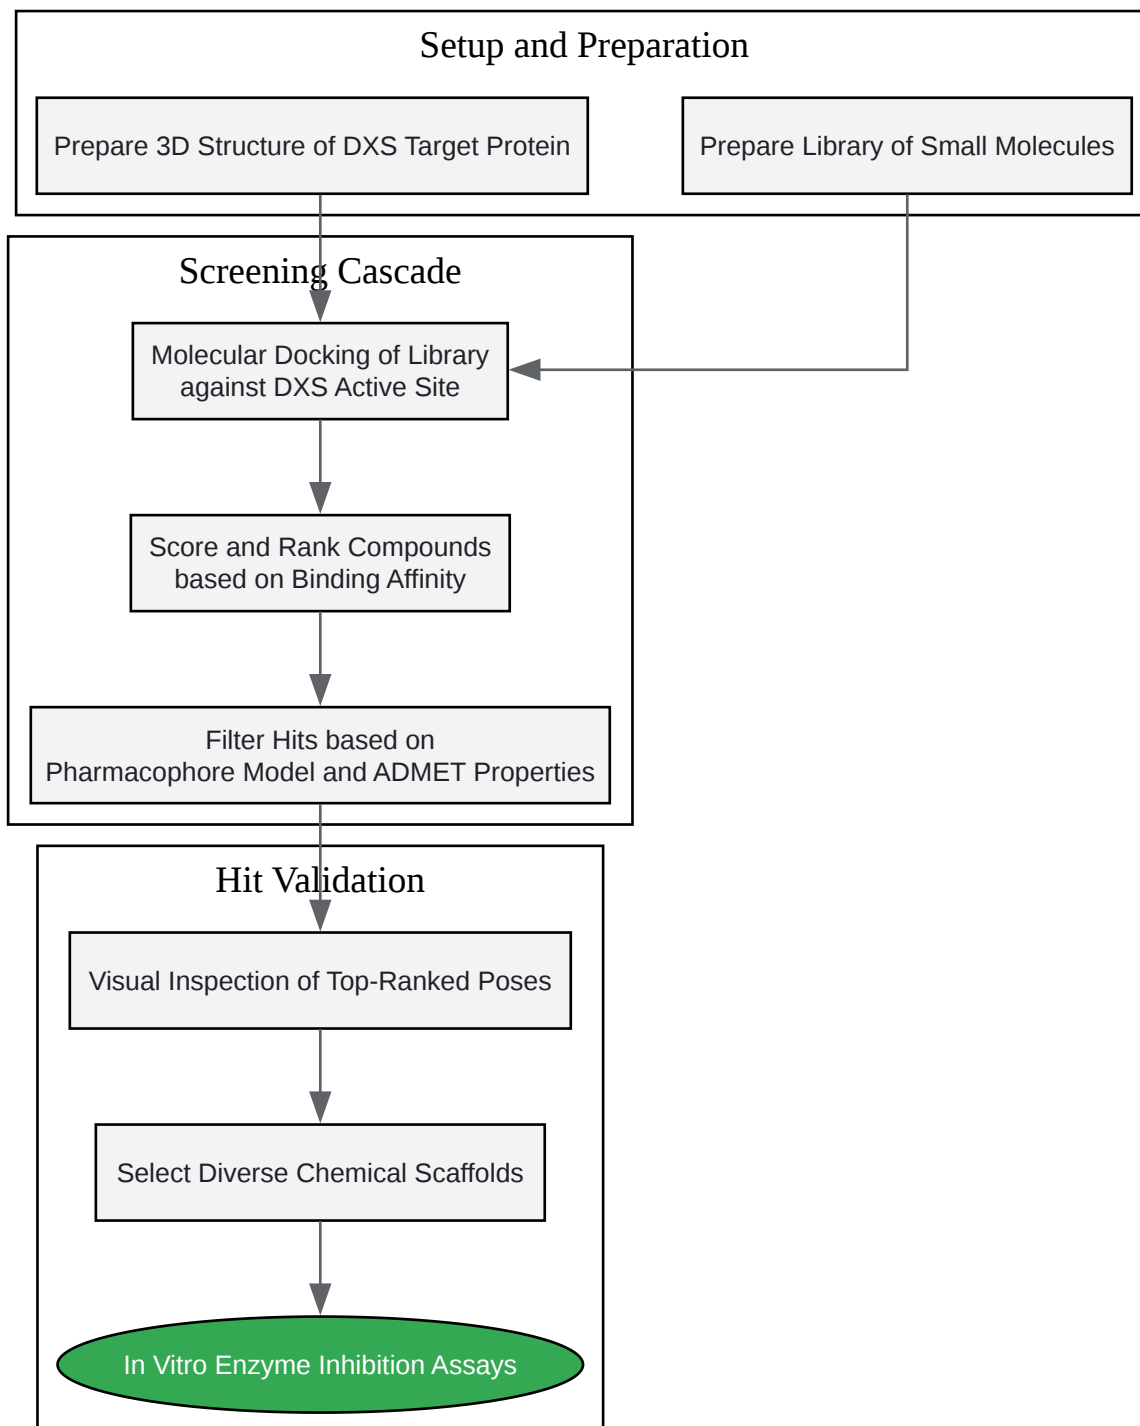 Setup and Preparation
Prepare 3D Structure of DXS Target Protein
Prepare Library of Small Molecules
Screening Cascade
Molecular Docking of Library
against DXS Active Site
Score and Rank Compounds
based on Binding Affinity
Filter Hits based on
Pharmacophore Model and ADMET Properties
Hit Validation
Visual Inspection of Top-Ranked Poses
Select Diverse Chemical Scaffolds
In Vitro Enzyme Inhibition Assays